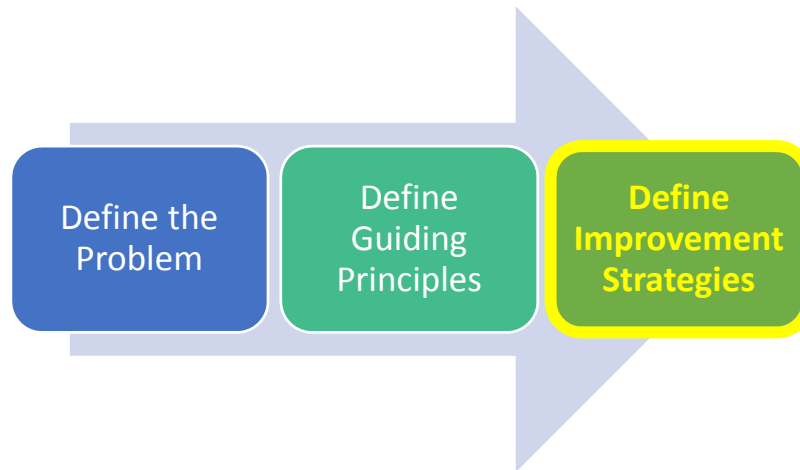 Define the
Problem
Define
Guiding
Principles
Define
Improvement
Strategies